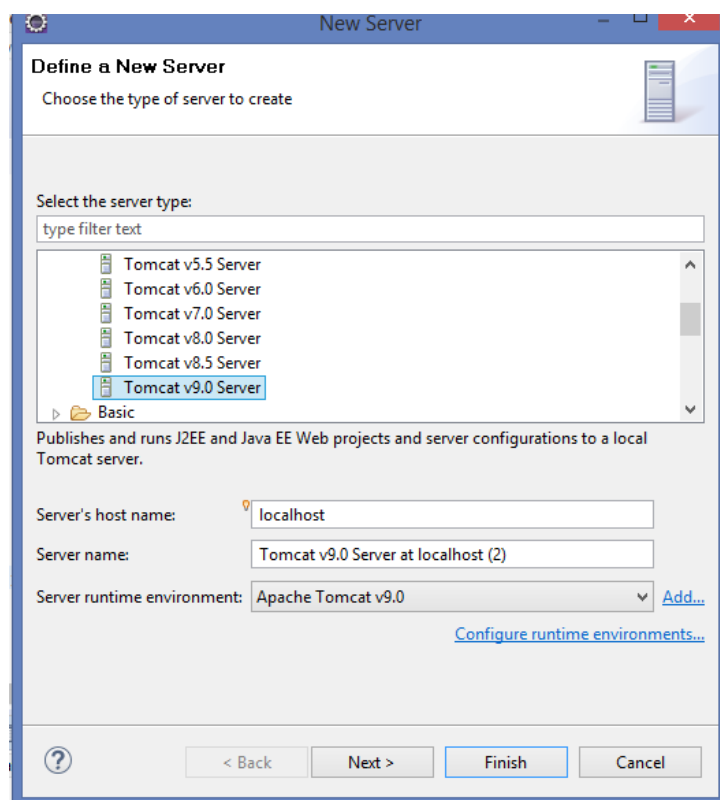 New Server
Define a New Server
Choose the type of server to create
Select the server type:
type filter text
Tomcat v5.5 Server
Tomcat v6.0 Server
Tomcat v7.0 Server
Tomcat v8.0 Server
Tomcat v8.5 Server
Tomcat v9.0 Server
Basic
Publishes and runs J2EE and Java EE Web projects and server configurations to a local
Tomcat server.
Server's host name: localhost
Server name: Tomcat v9.0 Server at localhost (2)
Server runtime environment: Apache Tomcat v9.0 Add...
Configure runtime environments...
? < Back Next > Finish Cancel